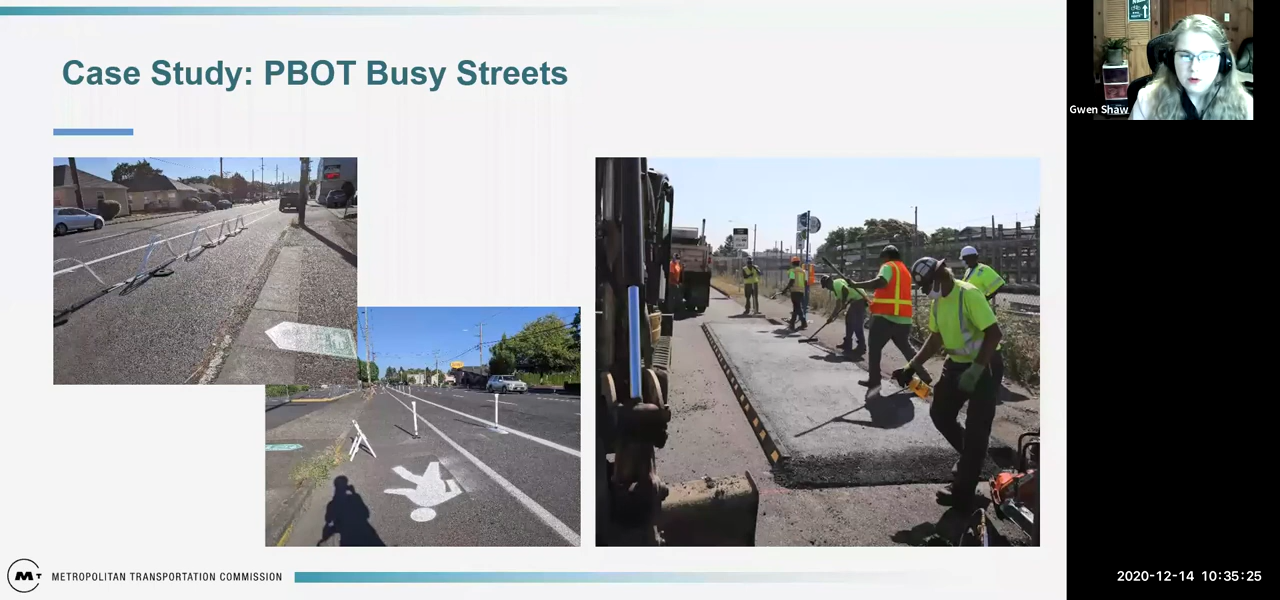 Case Study: PBOT Busy Streets
Gwen Shaw
METROPOLITAN TRANSPORTATION COMMISSION
2020-12-14 10:35:25